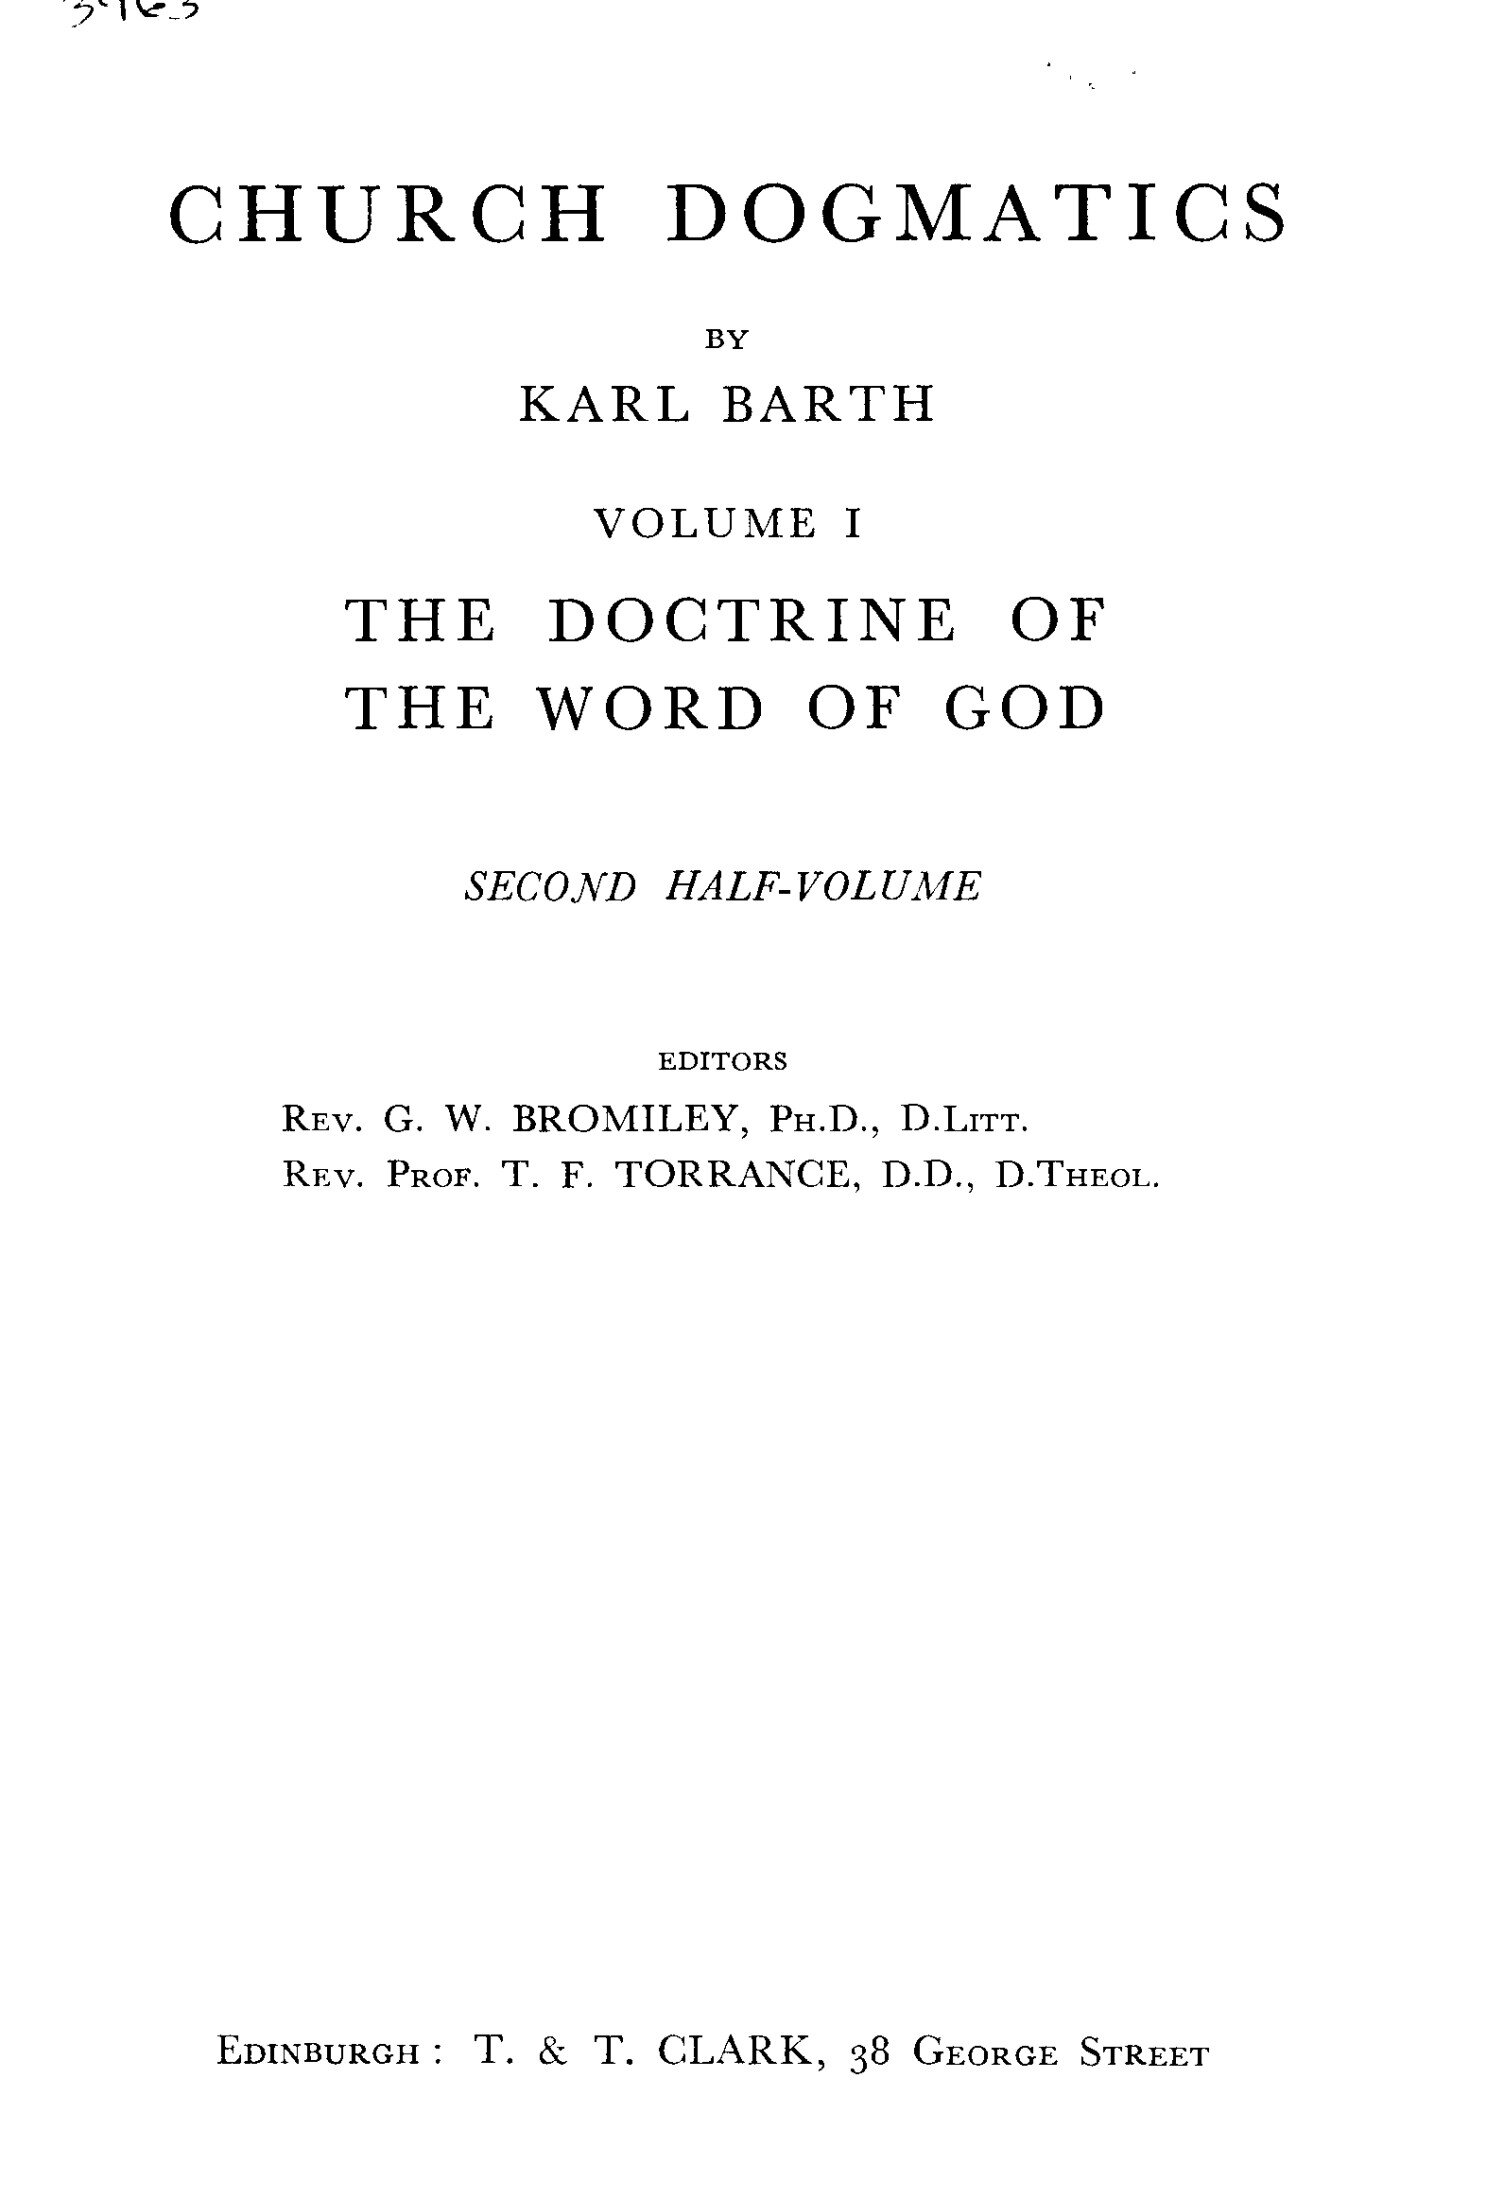 CHURCH DOGMATICS
BY
KARL BARTH
VOLUME I
THE DOCTRINE OF
THE WORD OF GOD
SECOND HALF-VOLUME
EDITORS
REV. G. W. BROMILEY, PH.D., D.LITT.
REV. PROF. T. F. TORRANCE, D.D., D.THEOL.
EDINBURGH : T. & T. CLARK, 38 GEORGE STREET